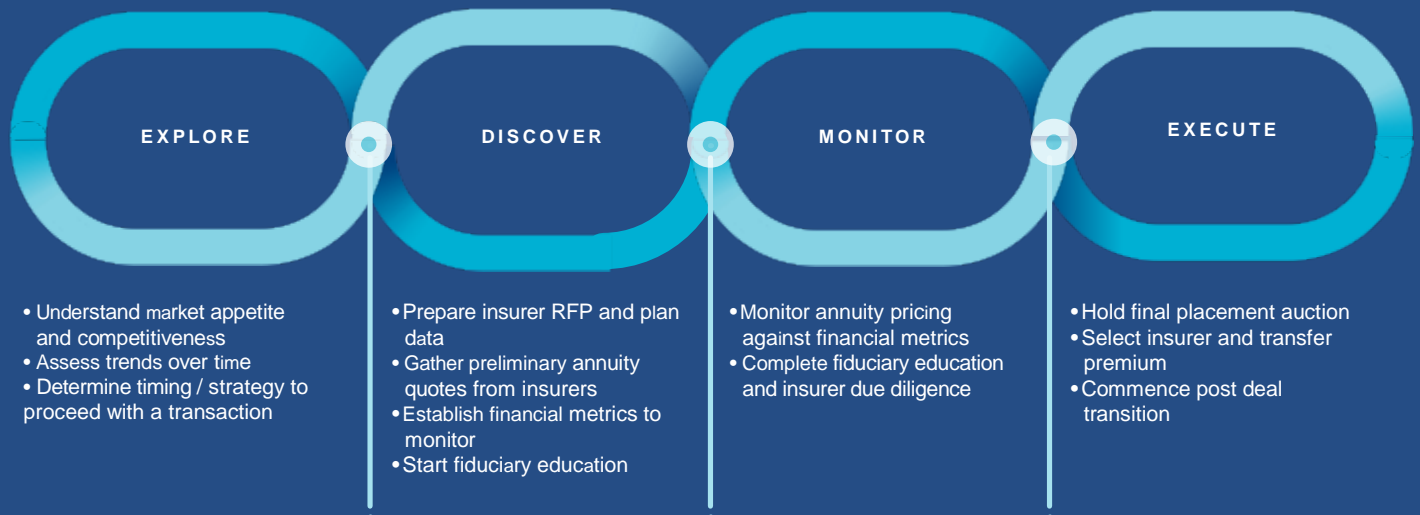 EXPLORE
DISCOVER
MONITOR
EXECUTE
• Understand market appetite
and competitiveness
• Assess trends over time
• Determine timing / strategy to
proceed with a transaction
• Prepare insurer RFP and plan
data
• Gather preliminary annuity
quotes from insurers
• Establish financial metrics to
monitor
• Start fiduciary education
• Monitor annuity pricing
against financial metrics
• Complete fiduciary education
and insurer due diligence
• Hold final placement auction
• Select insurer and transfer
premium
• Commence post deal
transition